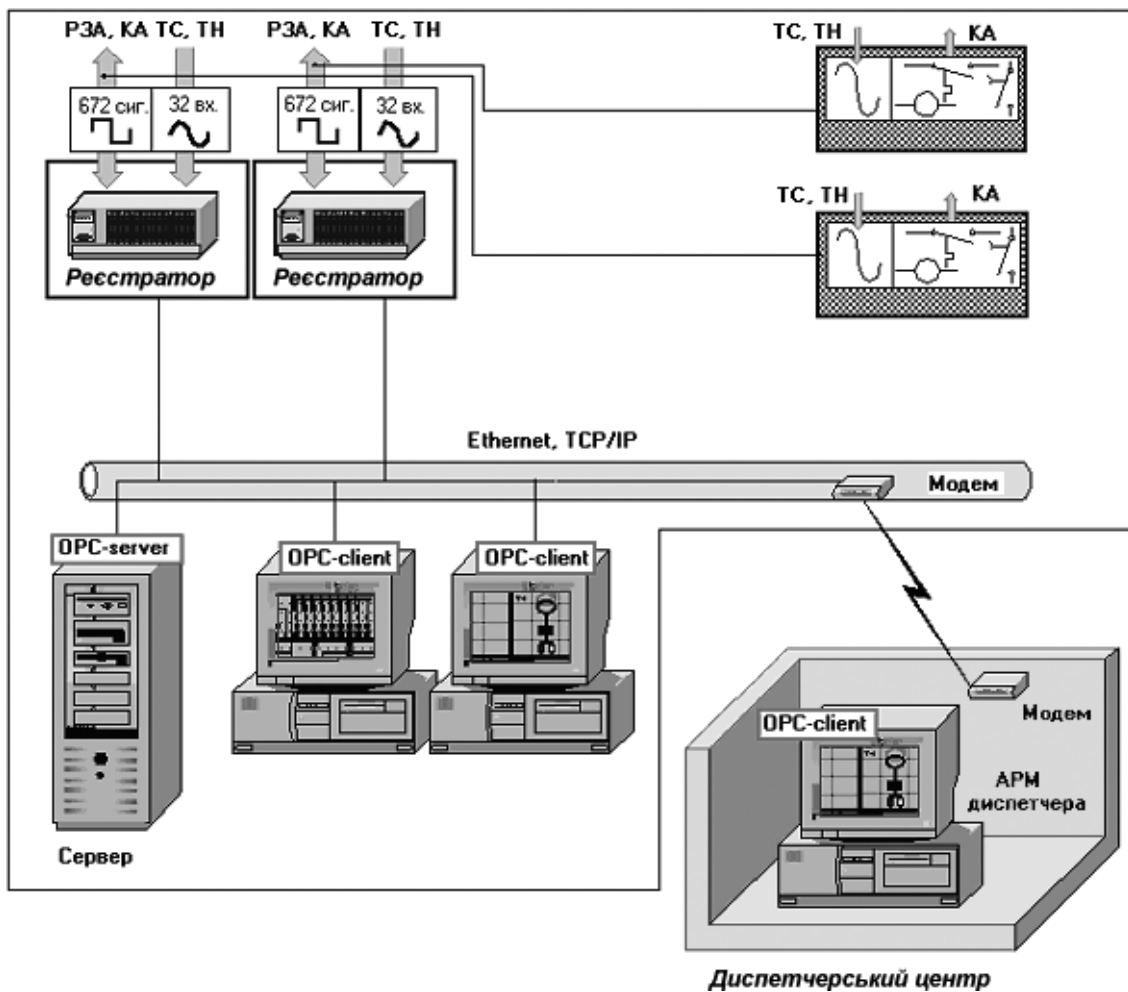 РЗА, КА ТС, ТН
РЗА, КА ТС, ТН
ТС, ТН КА
672 сиг. 32 вх.
672 сиг. 32 вх.
Реєстратор
Реєстратор
ТС, ТН КА
Ethernet, TCP/IP
Модем
OPC-server
OPC-client
OPC-client
Сервер
Модем
OPC-client
АРМ
диспетчера
Диспетчерський центр